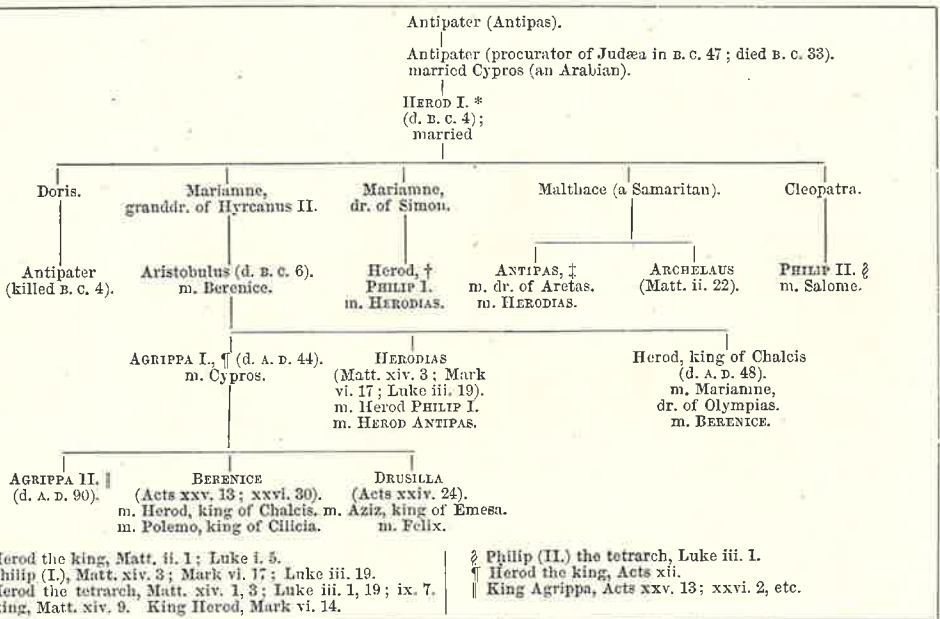 Antipater (Antipas).
Antipater (procurator of Judæa in B. C. 47 ; died B. C. 33).
married Cypros (an Arabian).
HEROD I. *
(d. B. C. 4) ;
married
Doris.
Mariamne,
granddr. of Hyrcanus II.
Mariamne,
dr. of Simon.
Malthace (a Samaritan).
Cleopatra.
Antipater
(killed B. C. 4).
Aristobulus (d. B. C. 6).
m. Berenice.
Herod, †
PHILIP I.
m. HERODIAS.
ANTIPAS, ‡
m. dr. of Aretas.
m. HERODIAS.
ARCHELAUS
(Matt. ii. 22).
PHILIP II. §
m. Salome.
AGRIPPA I., ¶ (d. A. D. 44).
m. Cypros.
HERODIAS
(Matt. xiv. 3 ; Mark
vi. 17 ; Luke iii. 19).
m. Herod PHILIP I.
m. HEROD ANTIPAS.
Herod, king of Chalcis
(d. A. D. 48).
m. Mariamne,
dr. of Olympias.
m. BERENICE.
AGRIPPA II. ‖
(d. A. D. 90).
BERENICE
(Acts xxv. 13 ; xxvi. 30).
m. Herod, king of Chalcis.
m. Polemo, king of Cilicia.
DRUSILLA
(Acts xxiv. 24).
m. Aziz, king of Emesa.
m. Felix.
the king, Matt. ii. 1 ; Luke i. 5.
(I.), Matt. xiv. 3 ; Mark vi. 17 ; Luke iii. 19.
the tetrarch, Matt. xiv. 1, 3 ; Luke iii. 1, 19 ; ix. 7.
Matt. xiv. 9. King Herod, Mark vi. 14.
§ Philip (II.) the tetrarch, Luke iii. 1.
¶ Herod the king, Acts xii.
‖ King Agrippa, Acts xxv. 13 ; xxvi. 2, etc.